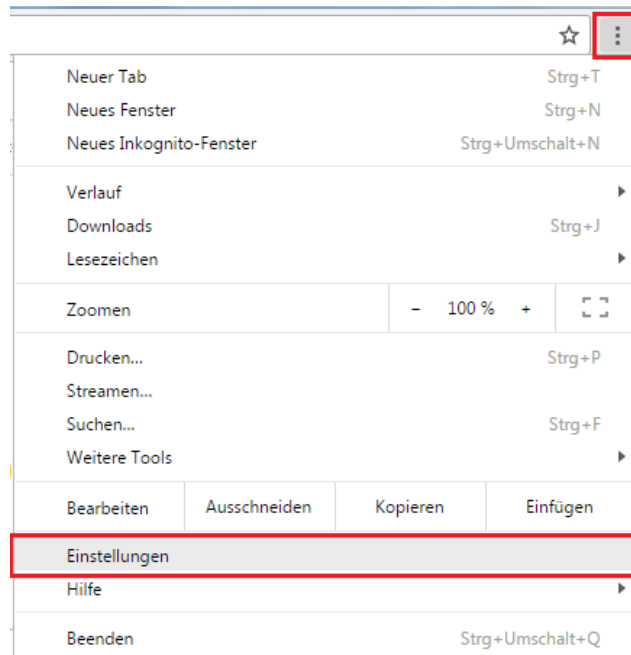 Neuer Tab Strg+T
Neues Fenster Strg+N
Neues Inkognito-Fenster Strg+Umschalt+N
Verlauf
Downloads Strg+J
Lesezeichen
Zoomen - 100 % +
Drucken... Strg+P
Streamen...
Suchen... Strg+F
Weitere Tools
Bearbeiten Ausschneiden Kopieren Einfügen
Einstellungen
Hilfe
Beenden Strg+Umschalt+Q